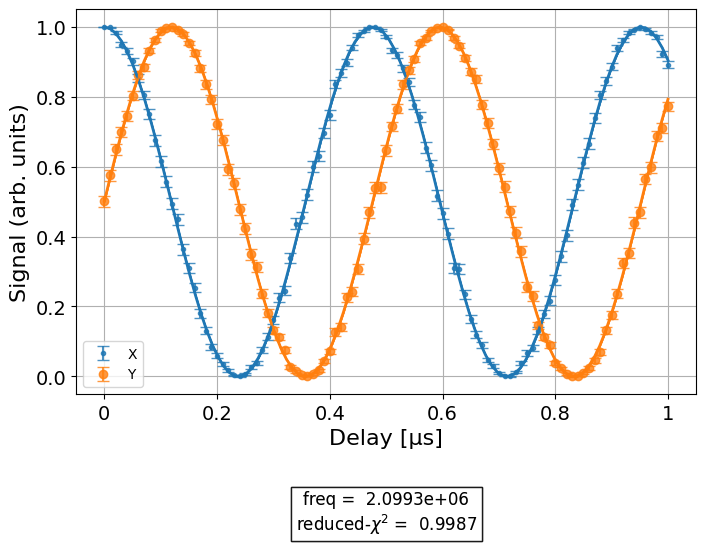 1.0
0.8
0.6
0.4
0.2
0.0
Signal (arb. units)
X
Y
0 0.2 0.4 0.6 0.8 1
Delay [µs]
freq = 2.0993e+06
reduced-χ² = 0.9987